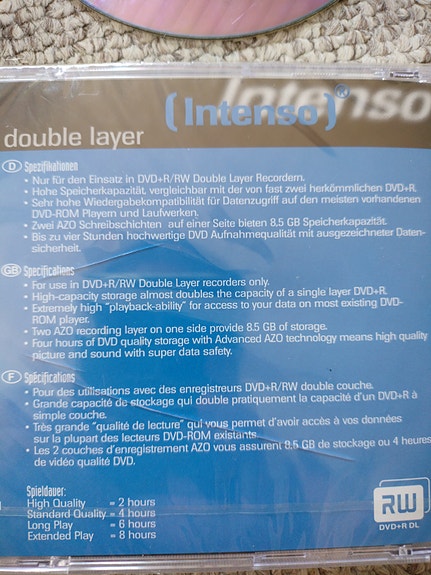 Intenso
(Intenso)®
double layer
D Spezifikationen
• Nur für den Einsatz in DVD+R/RW Double Layer Recordern.
• Hohe Speicherkapazität, vergleichbar mit der von fast zwei herkömmlichen DVD+R.
• Sehr hohe Wiedergabekompatibilität für Datenzugriff auf den meisten vorhandenen
DVD-ROM Playern und Laufwerken.
• Zwei AZO Schreibschichten auf einer Seite bieten 8,5 GB Speicherkapazität.
• Bis zu vier Stunden hochwertige DVD Aufnahmequalität mit ausgezeichneter Daten-
sicherheit.
GB Specifications
• For use in DVD+R/RW Double Layer recorders only.
• High-capacity storage almost doubles the capacity of a single layer DVD+R.
• Extremely high "playback-ability" for access to your data on most existing DVD-
ROM player.
• Two AZO recording layer on one side provide 8.5 GB of storage.
• Four hours of DVD quality storage with Advanced AZO technology means high quality
picture and sound with super data safety.
F Spécifications
• Pour des utilisations avec des enregistreurs DVD+R/RW double couche.
• Grande capacité de stockage qui double pratiquement la capacité d'un DVD+R à
simple couche.
• Très grande "qualité de lecture" qui vous permet d'avoir accès à vos données
sur la plupart des lecteurs DVD-ROM existants
• Les 2 couches d'enregistrement AZO vous assurent 8.5 GB de stockage ou 4 heures
de vidéo qualité DVD.
Spieldauer:
High Quality = 2 hours
Standard Quality = 4 hours
Long Play = 6 hours
Extended Play = 8 hours
RW
DVD+R DL